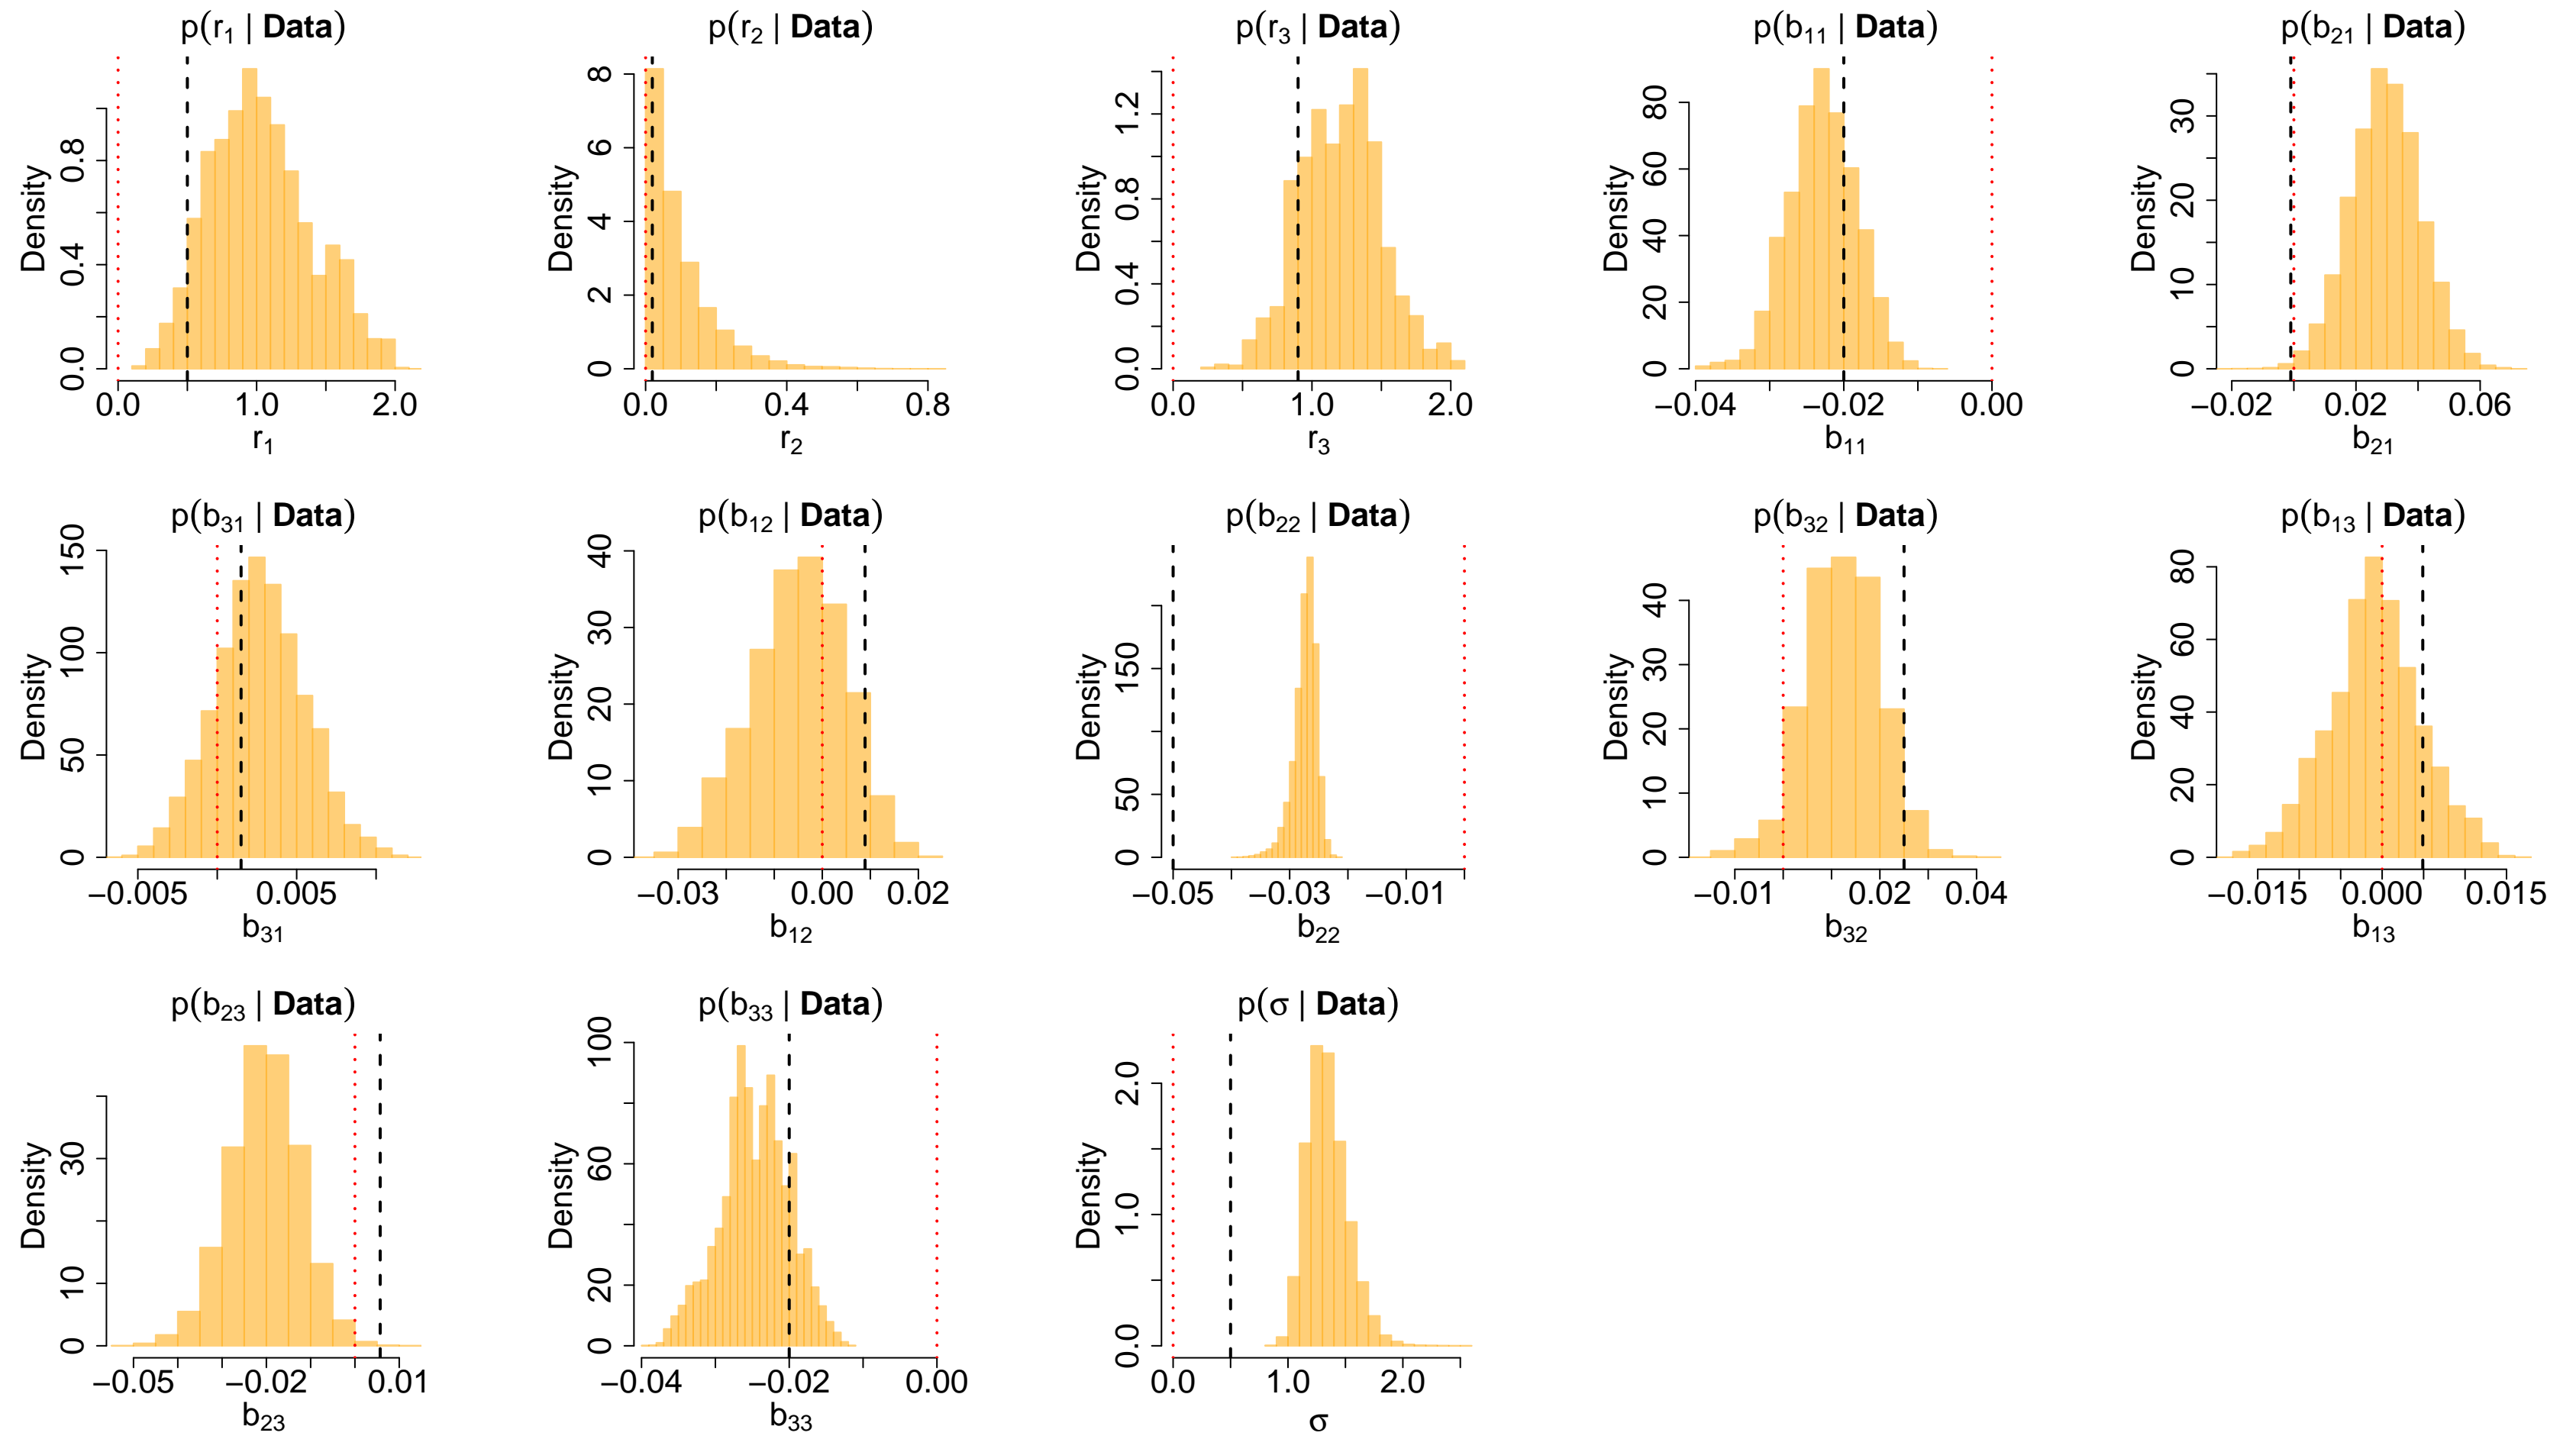 p(r₁ | Data)
Density
0.0 0.4 0.8
0.0 1.0 2.0
r₁
p(r₂ | Data)
Density
0 2 4 6 8
0.0 0.4 0.8
r₂
p(r₃ | Data)
Density
0.0 0.4 0.8 1.2
0.0 1.0 2.0
r₃
p(b₁₁ | Data)
Density
0 20 40 60 80
−0.04 −0.02 0.00
b₁₁
p(b₂₁ | Data)
Density
0 10 20 30
−0.02 0.02 0.06
b₂₁
p(b₃₁ | Data)
Density
0 50 100 150
−0.005 0.005
b₃₁
p(b₁₂ | Data)
Density
0 10 20 30 40
−0.03 0.00 0.02
b₁₂
p(b₂₂ | Data)
Density
0 50 150
−0.05 −0.03 −0.01
b₂₂
p(b₃₂ | Data)
Density
0 10 20 30 40
−0.01 0.02 0.04
b₃₂
p(b₁₃ | Data)
Density
0 20 40 60 80
−0.015 0.000 0.015
b₁₃
p(b₂₃ | Data)
Density
0 10 30
−0.05 −0.02 0.01
b₂₃
p(b₃₃ | Data)
Density
0 20 60 100
−0.04 −0.02 0.00
b₃₃
p(σ | Data)
Density
0.0 1.0 2.0
0.0 1.0 2.0
σ